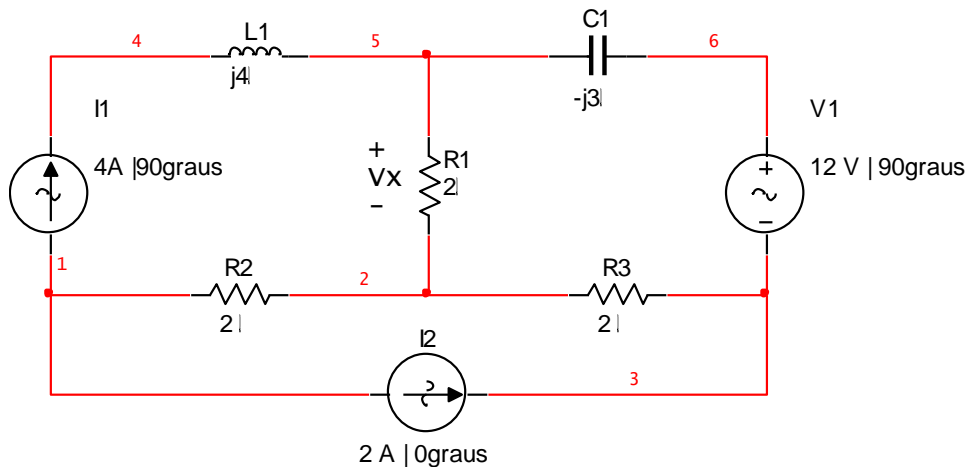 4
L1
5
C1
6
j4
-j3
I1
V1
4A |90graus
+
Vx
-
R1
2
+
12 V | 90graus
-
1
R2
2
R3
2
2
I2
3
2 A | 0graus